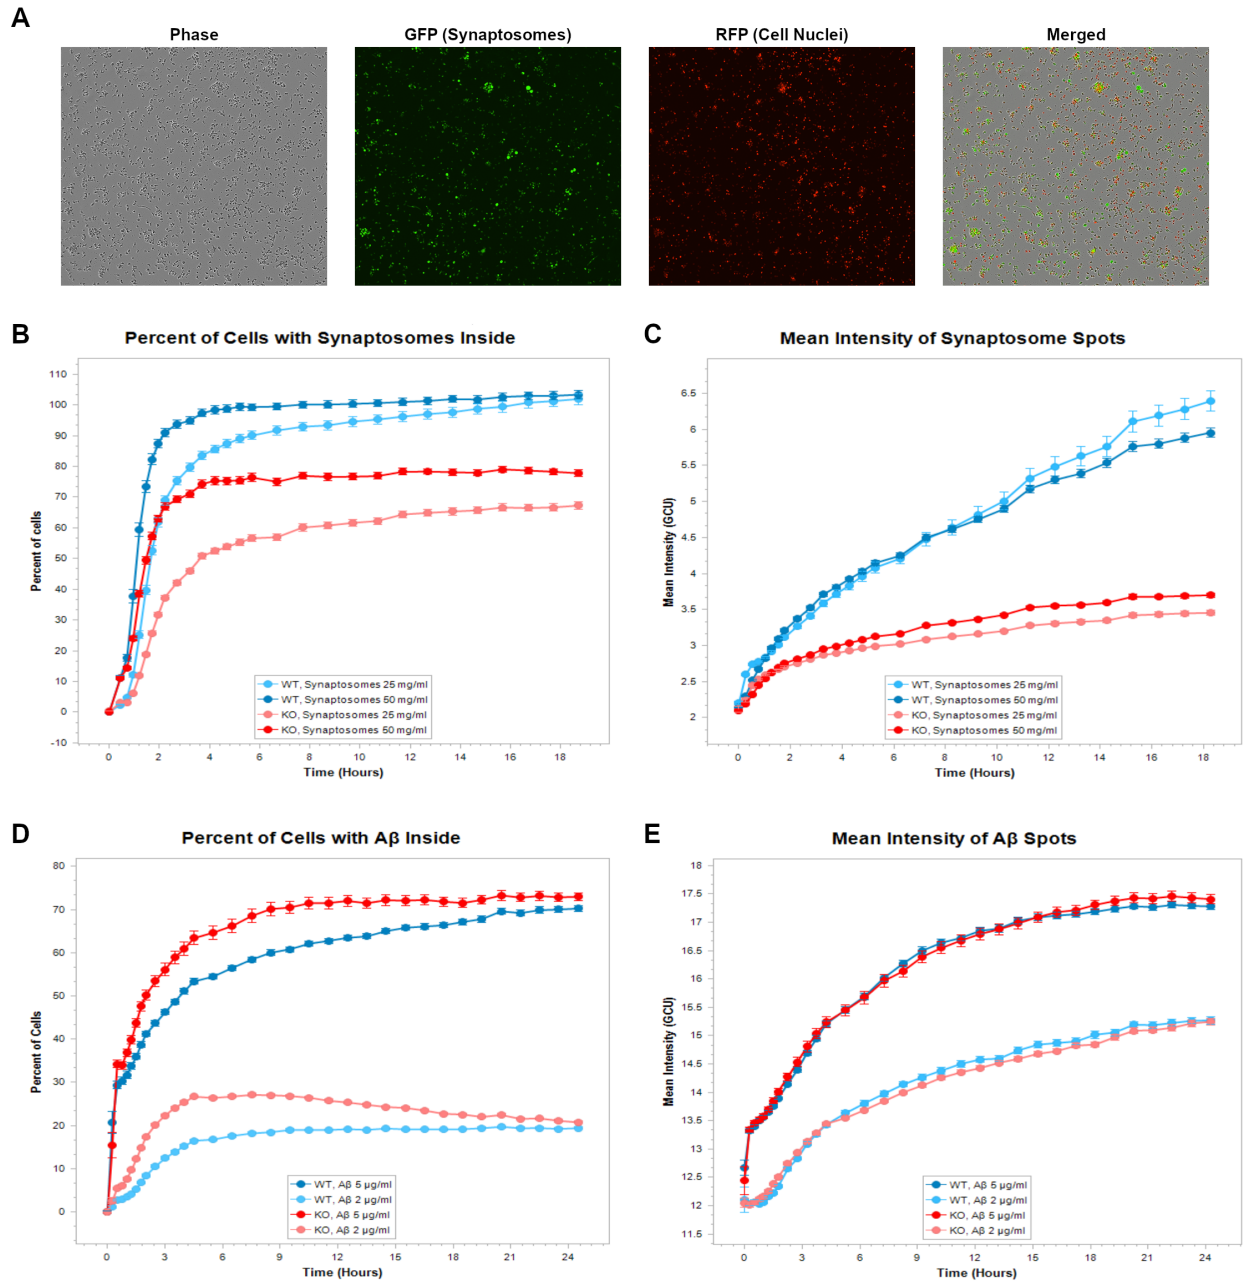 A
Phase
GFP (Synaptosomes)
RFP (Cell Nuclei)
Merged
B
Percent of Cells with Synaptosomes Inside
110
100
90
80
70
60
50
40
30
20
10
0
-10
Percent of cells
WT, Synaptosomes 25 mg/ml
WT, Synaptosomes 50 mg/ml
KO, Synaptosomes 25 mg/ml
KO, Synaptosomes 50 mg/ml
0 2 4 6 8 10 12 14 16 18
Time (Hours)
C
Mean Intensity of Synaptosome Spots
6.5
6
5.5
5
4.5
4
3.5
3
2.5
2
Mean Intensity (GCU)
WT, Synaptosomes 25 mg/ml
WT, Synaptosomes 50 mg/ml
KO, Synaptosomes 25 mg/ml
KO, Synaptosomes 50 mg/ml
0 2 4 6 8 10 12 14 16 18
Time (Hours)
D
Percent of Cells with Aβ Inside
80
70
60
50
40
30
20
10
0
Percent of Cells
WT, Aβ 5 µg/ml
WT, Aβ 2 µg/ml
KO, Aβ 5 µg/ml
KO, Aβ 2 µg/ml
0 3 6 9 12 15 18 21 24
Time (Hours)
E
Mean Intensity of Aβ Spots
18
17.5
17
16.5
16
15.5
15
14.5
14
13.5
13
12.5
12
11.5
Mean Intensity (GCU)
WT, Aβ 5 µg/ml
WT, Aβ 2 µg/ml
KO, Aβ 5 µg/ml
KO, Aβ 2 µg/ml
0 3 6 9 12 15 18 21 24
Time (Hours)